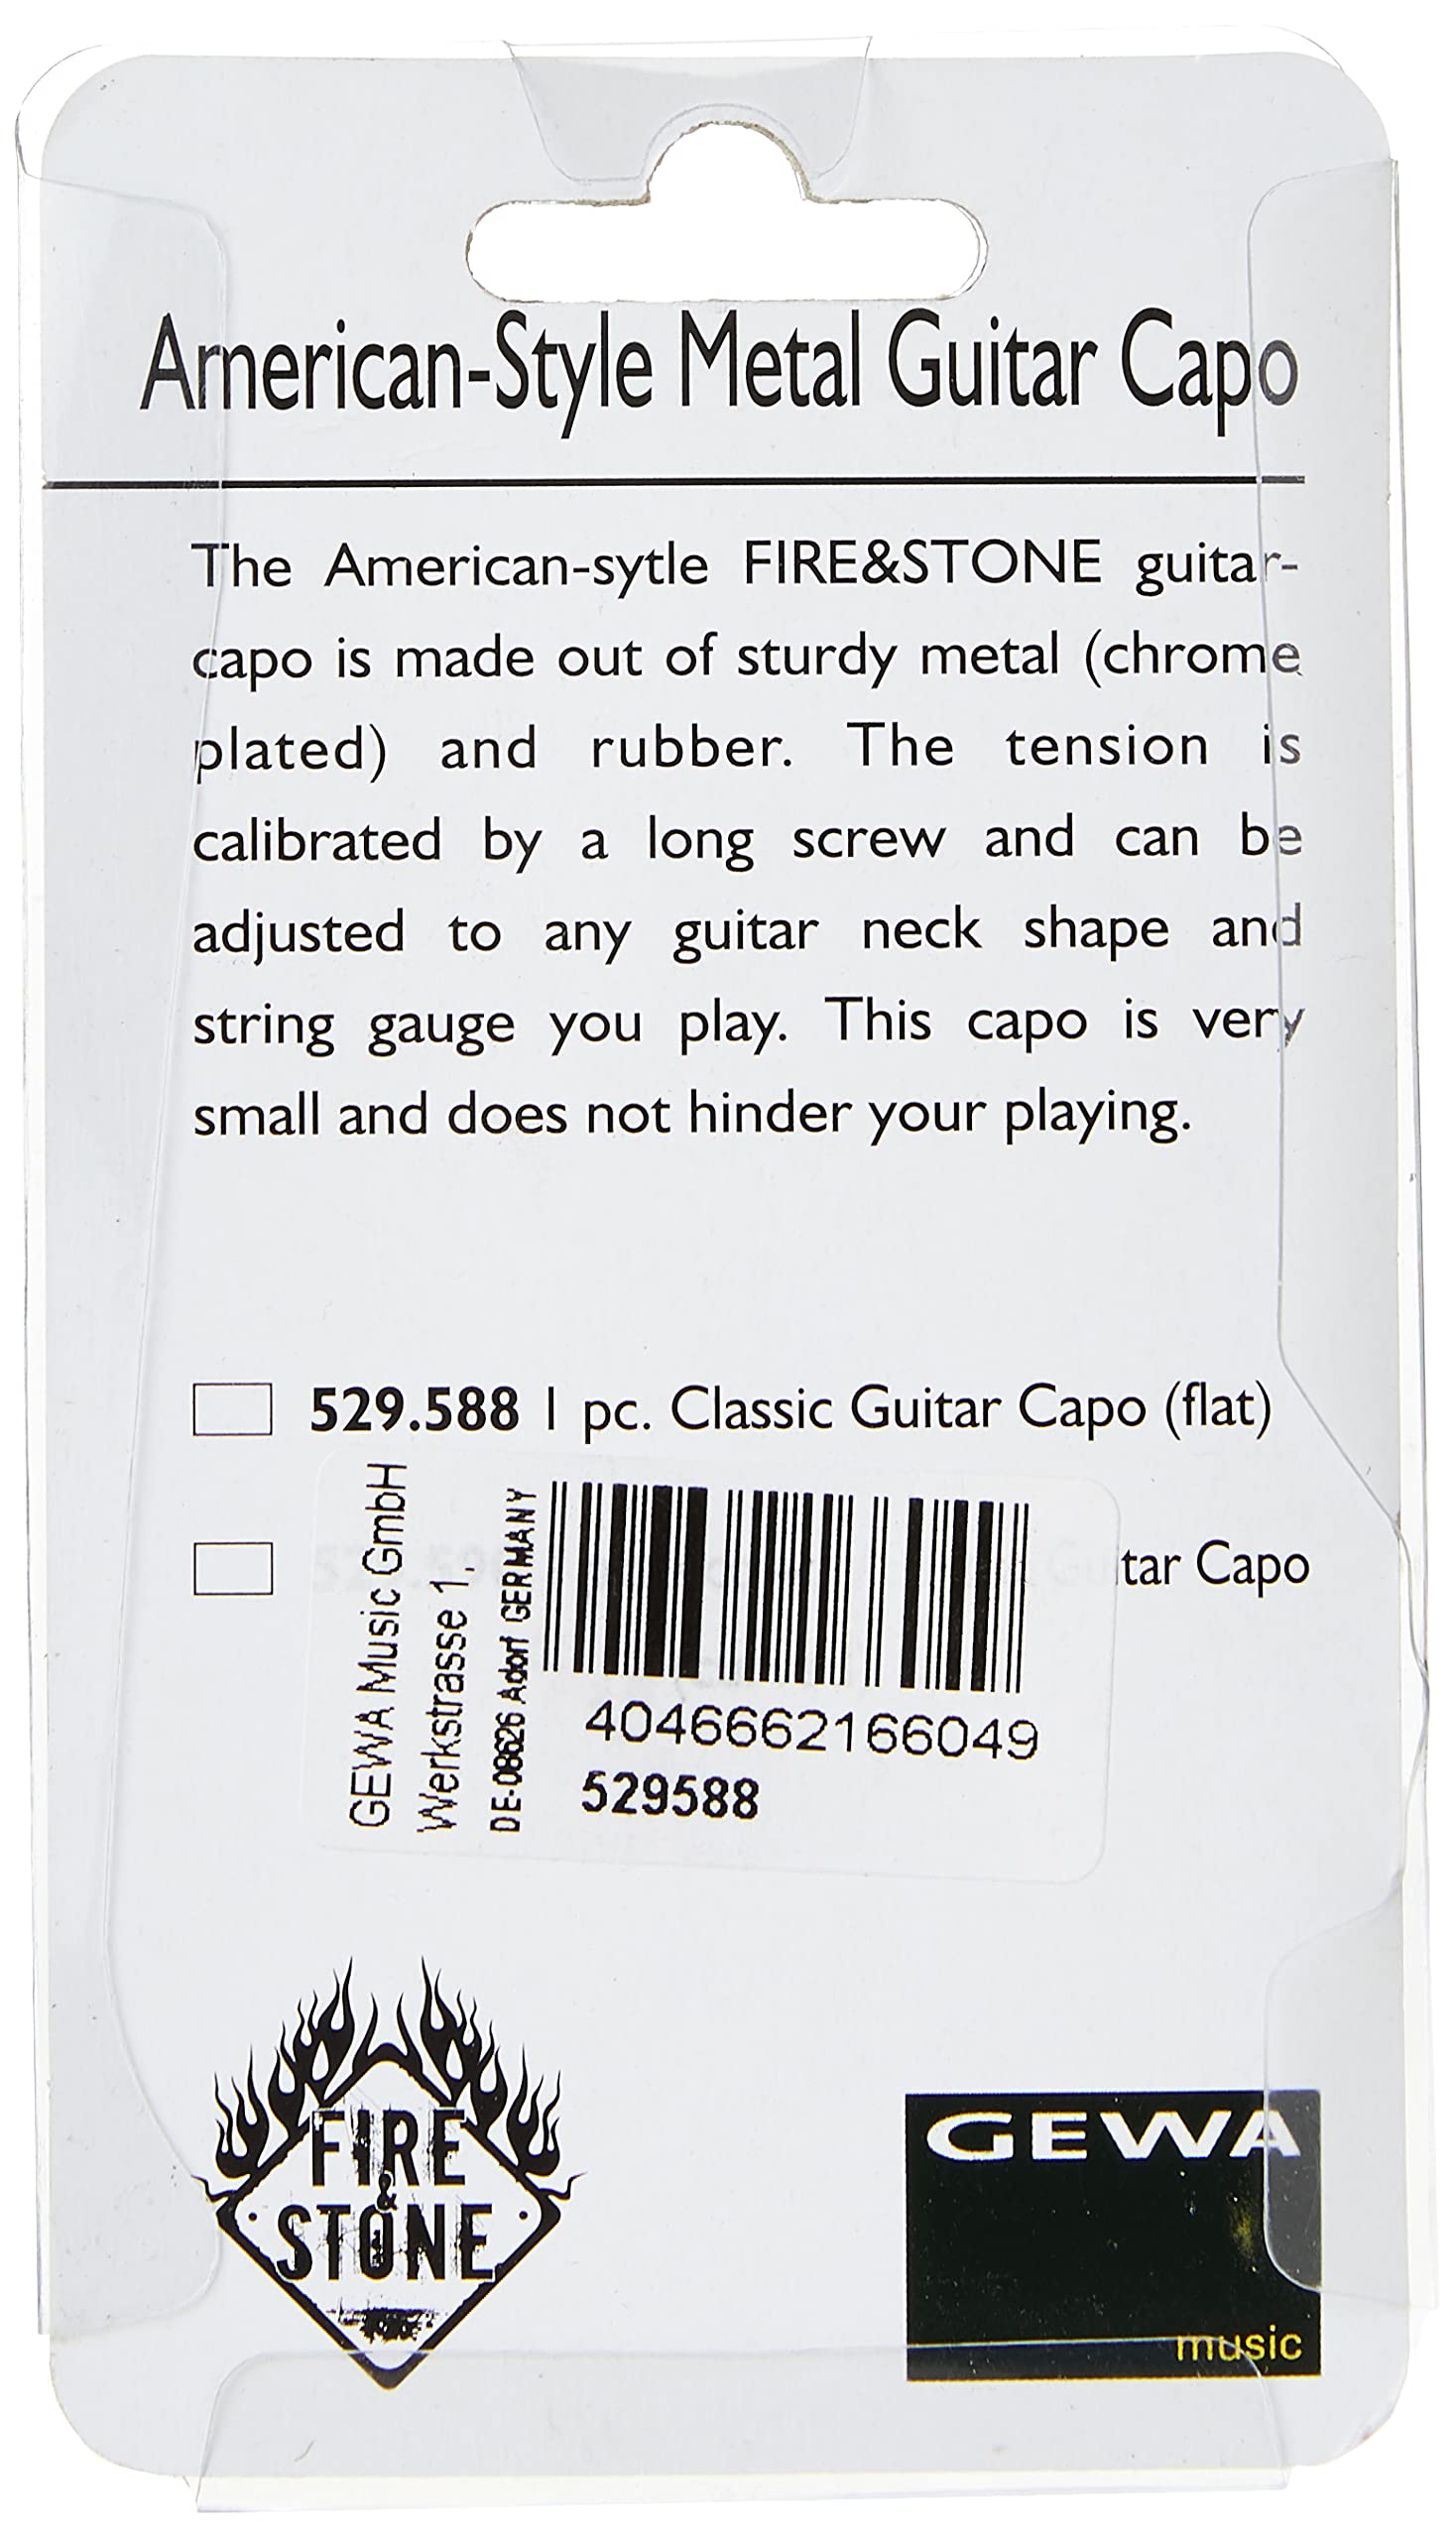 American-Style Metal Guitar Capo
The American-sytle FIRE&STONE guitar-
capo is made out of sturdy metal (chrome
plated) and rubber. The tension is
calibrated by a long screw and can be
adjusted to any guitar neck shape and
string gauge you play. This capo is very
small and does not hinder your playing.
529.588 1 pc. Classic Guitar Capo (flat)
tar Capo
GEWA Music GmbH
Werkstrasse 1,
DE-08626 Adorf GERMANY
4046662166049
529588
FIRE
&
STONE
GEWA
music